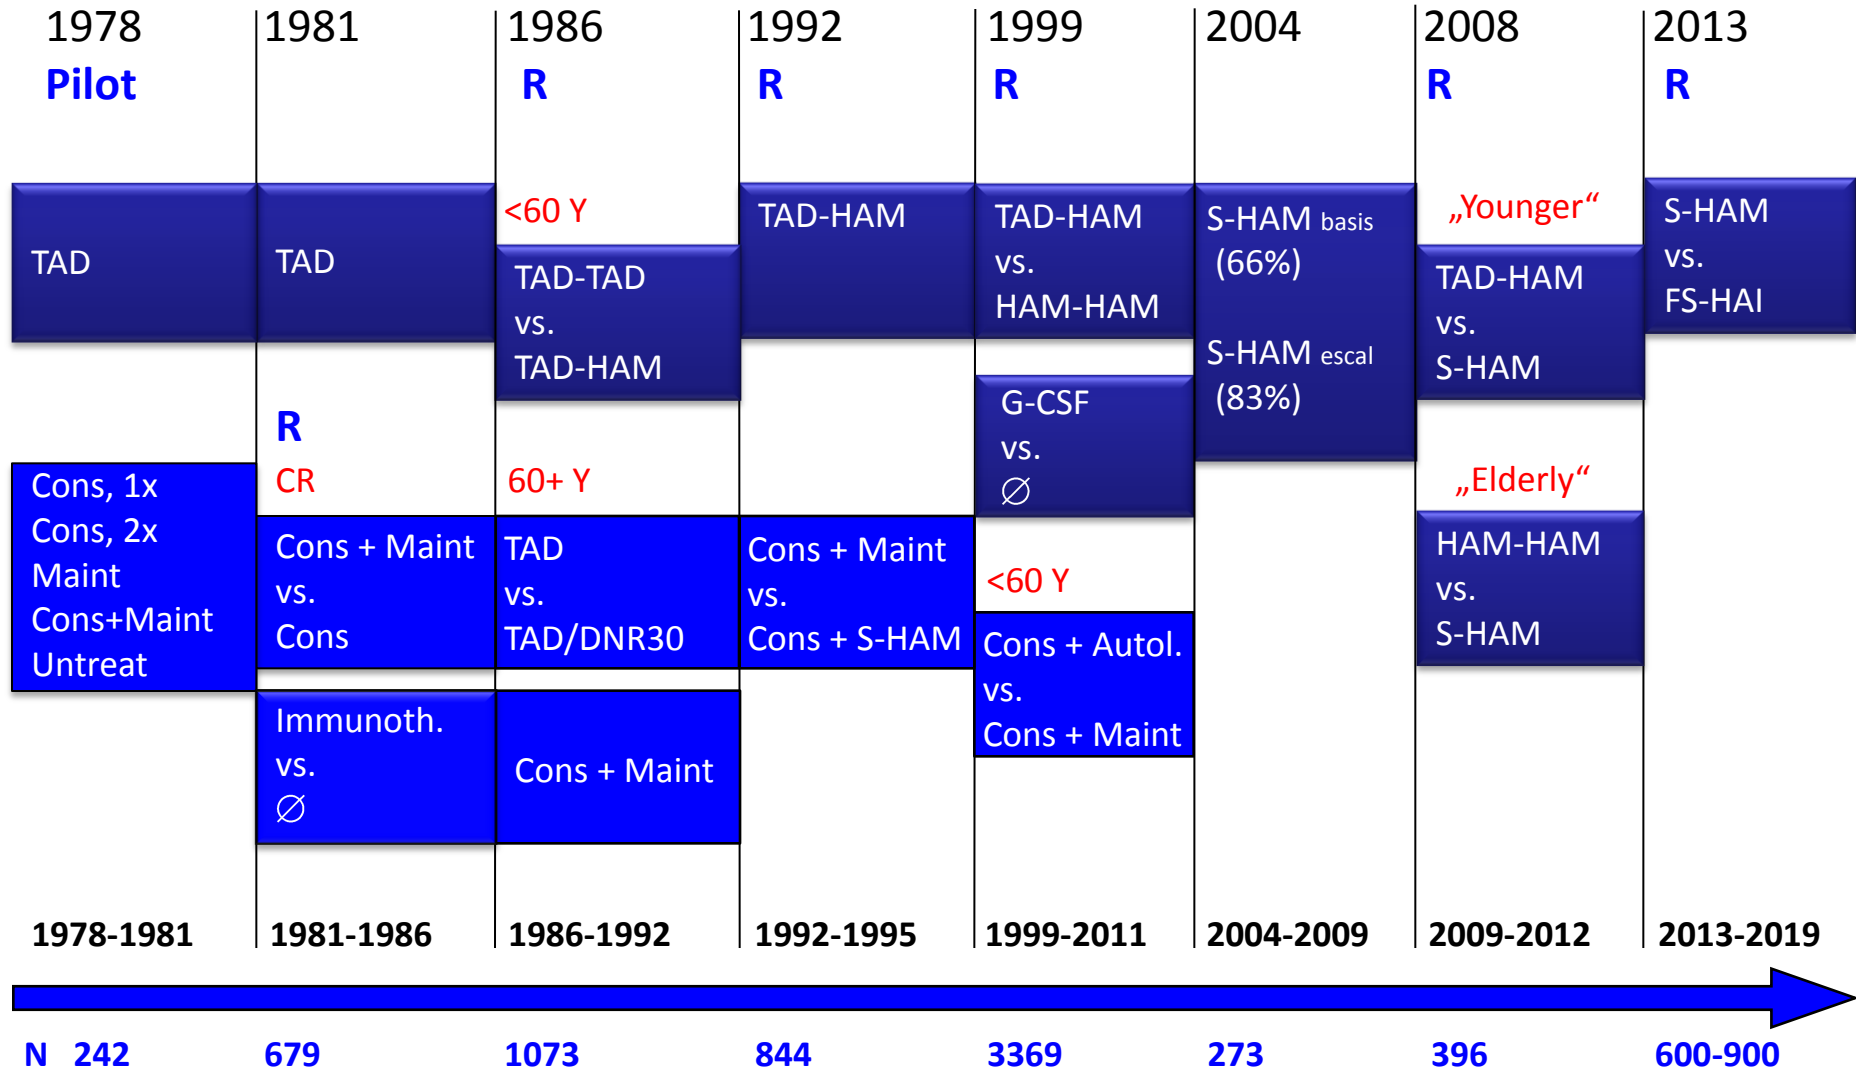 1978
Pilot
TAD
Cons, 1x
Cons, 2x
Maint
Cons+Maint
Untreat
1978-1981
N 242
1981
TAD
R
CR
Cons + Maint
vs.
Cons
Immunoth.
vs.
∅
1981-1986
679
1986
R
<60 Y
TAD-TAD
vs.
TAD-HAM
60+ Y
TAD
vs.
TAD/DNR30
Cons + Maint
1986-1992
1073
1992
R
TAD-HAM
Cons + Maint
vs.
Cons + S-HAM
1992-1995
844
1999
R
TAD-HAM
vs.
HAM-HAM
G-CSF
vs.
∅
<60 Y
Cons + Autol.
vs.
Cons + Maint
1999-2011
3369
2004
S-HAM basis
(66%)
S-HAM escal
(83%)
2004-2009
273
2008
R
„Younger“
TAD-HAM
vs.
S-HAM
„Elderly“
HAM-HAM
vs.
S-HAM
2009-2012
396
2013
R
S-HAM
vs.
FS-HAI
2013-2019
600-900